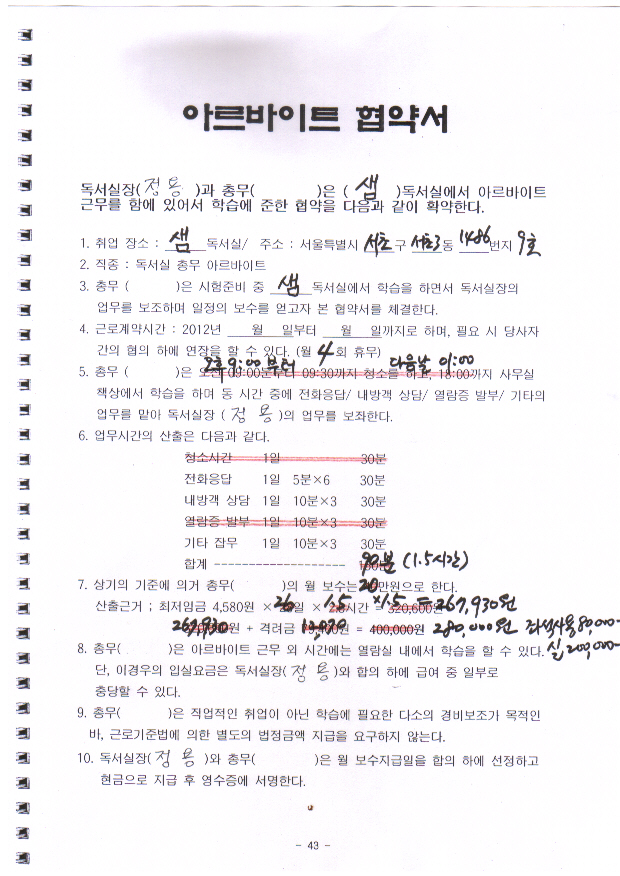 아르바이트 협약서
독서실장( 정 용 )과 총무( )은 ( 샘 )독서실에서 아르바이트
근무를 함에 있어서 학습에 준한 협약을 다음과 같이 확약한다.
1. 취업 장소 : 샘 독서실/ 주소 : 서울특별시 서초구 서초3동 1486번지 9호
2. 직종 : 독서실 총무 아르바이트
3. 총무 ( )은 시험준비 중 샘 독서실에서 학습을 하면서 독서실장의
업무를 보조하며 일정의 보수를 얻고자 본 협약서를 체결한다.
4. 근로계약시간 : 2012년 월 일부터 월 일까지로 하며, 필요 시 당사자
간의 협의 하에 연장을 할 수 있다. (월 4회 휴무)
오후 9:00 부터 다음날 01:00
5. 총무 ( )은 오전 09:00분부터 09:30까지 청소를 하고, 18:00까지 사무실
책상에서 학습을 하며 동 시간 중에 전화응답/ 내방객 상담/ 열람증 발부/ 기타의
업무를 맡아 독서실장 ( 정 용 )의 업무를 보좌한다.
6. 업무시간의 산출은 다음과 같다.
청소시간 1일 30분
전화응답 1일 5분×6 30분
내방객 상담 1일 10분×3 30분
열람증 발부 1일 10분×3 30분
기타 잡무 1일 10분×3 30분
합계 -------------------- 90분 (1.5시간)
7. 상기의 기준에 의거 총무( )의 월 보수는 20만원으로 한다.
산출근거 ; 최저임금 4,580원 × 26일 × 1.5시간 = 320,600원 ×1.5 = 267,930원
267,930원 + 격려금 12,070원 = 400,000원 280,000원 좌석사용 80,000-
실 200,000-
8. 총무( )은 아르바이트 근무 외 시간에는 열람실 내에서 학습을 할 수 있다.
단, 이경우의 입실요금은 독서실장( 정 용 )와 합의 하에 급여 중 일부로
충당할 수 있다.
9. 총무( )은 직업적인 취업이 아닌 학습에 필요한 다소의 경비보조가 목적인
바, 근로기준법에 의한 별도의 법정금액 지급을 요구하지 않는다.
10. 독서실장( 정 용 )와 총무( )은 월 보수지급일을 합의 하에 선정하고
현금으로 지급 후 영수증에 서명한다.
- 43 -